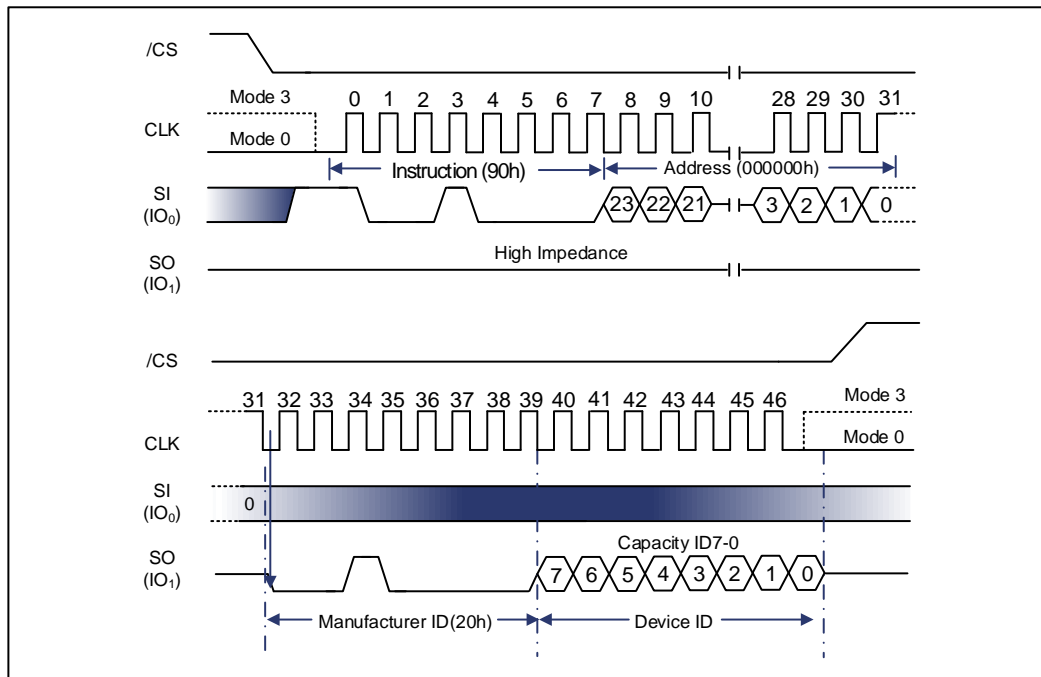 /CS
Mode 3 0 1 2 3 4 5 6 7 8 9 10 28 29 30 31
CLK
Mode 0
Instruction (90h) Address (000000h)
SI
(IO0) 23 22 21 3 2 1 0
High Impedance
SO
(IO1)
/CS
31 32 33 34 35 36 37 38 39 40 41 42 43 44 45 46 Mode 3
CLK Mode 0
SI
(IO0) 0
Capacity ID7-0
SO
(IO1) 7 6 5 4 3 2 1 0
Manufacturer ID(20h) Device ID